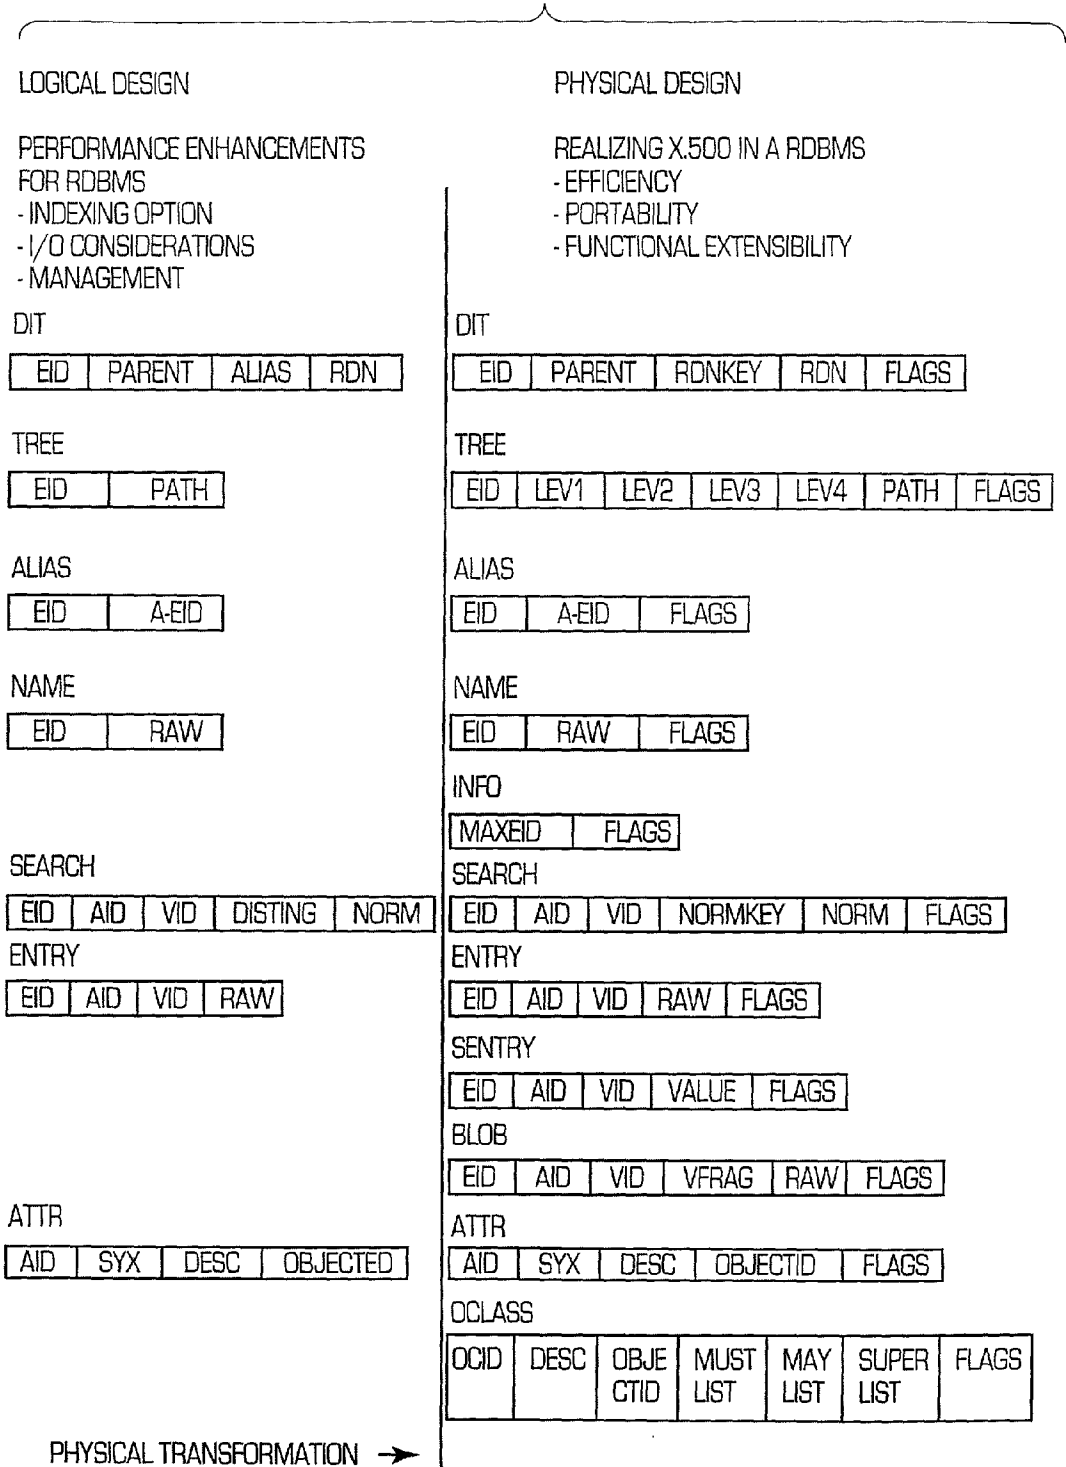 LOGICAL DESIGN
PERFORMANCE ENHANCEMENTS
FOR RDBMS
- INDEXING OPTION
- I/O CONSIDERATIONS
- MANAGEMENT
DIT
EID PARENT ALIAS RDN
TREE
EID PATH
ALIAS
EID A-EID
NAME
EID RAW
SEARCH
EID AID VID DISTING NORM
ENTRY
EID AID VID RAW
ATTR
AID SYX DESC OBJECTED
PHYSICAL TRANSFORMATION →
PHYSICAL DESIGN
REALIZING X.500 IN A RDBMS
- EFFICIENCY
- PORTABILITY
- FUNCTIONAL EXTENSIBILITY
DIT
EID PARENT RDNKEY RDN FLAGS
TREE
EID LEV1 LEV2 LEV3 LEV4 PATH FLAGS
ALIAS
EID A-EID FLAGS
NAME
EID RAW FLAGS
INFO
MAXEID FLAGS
SEARCH
EID AID VID NORMKEY NORM FLAGS
ENTRY
EID AID VID RAW FLAGS
SENTRY
EID AID VID VALUE FLAGS
BLOB
EID AID VID VFRAG RAW FLAGS
ATTR
AID SYX DESC OBJECTID FLAGS
OCLASS
OCID DESC OBJE MUST MAY SUPER FLAGS
CTID LIST LIST LIST